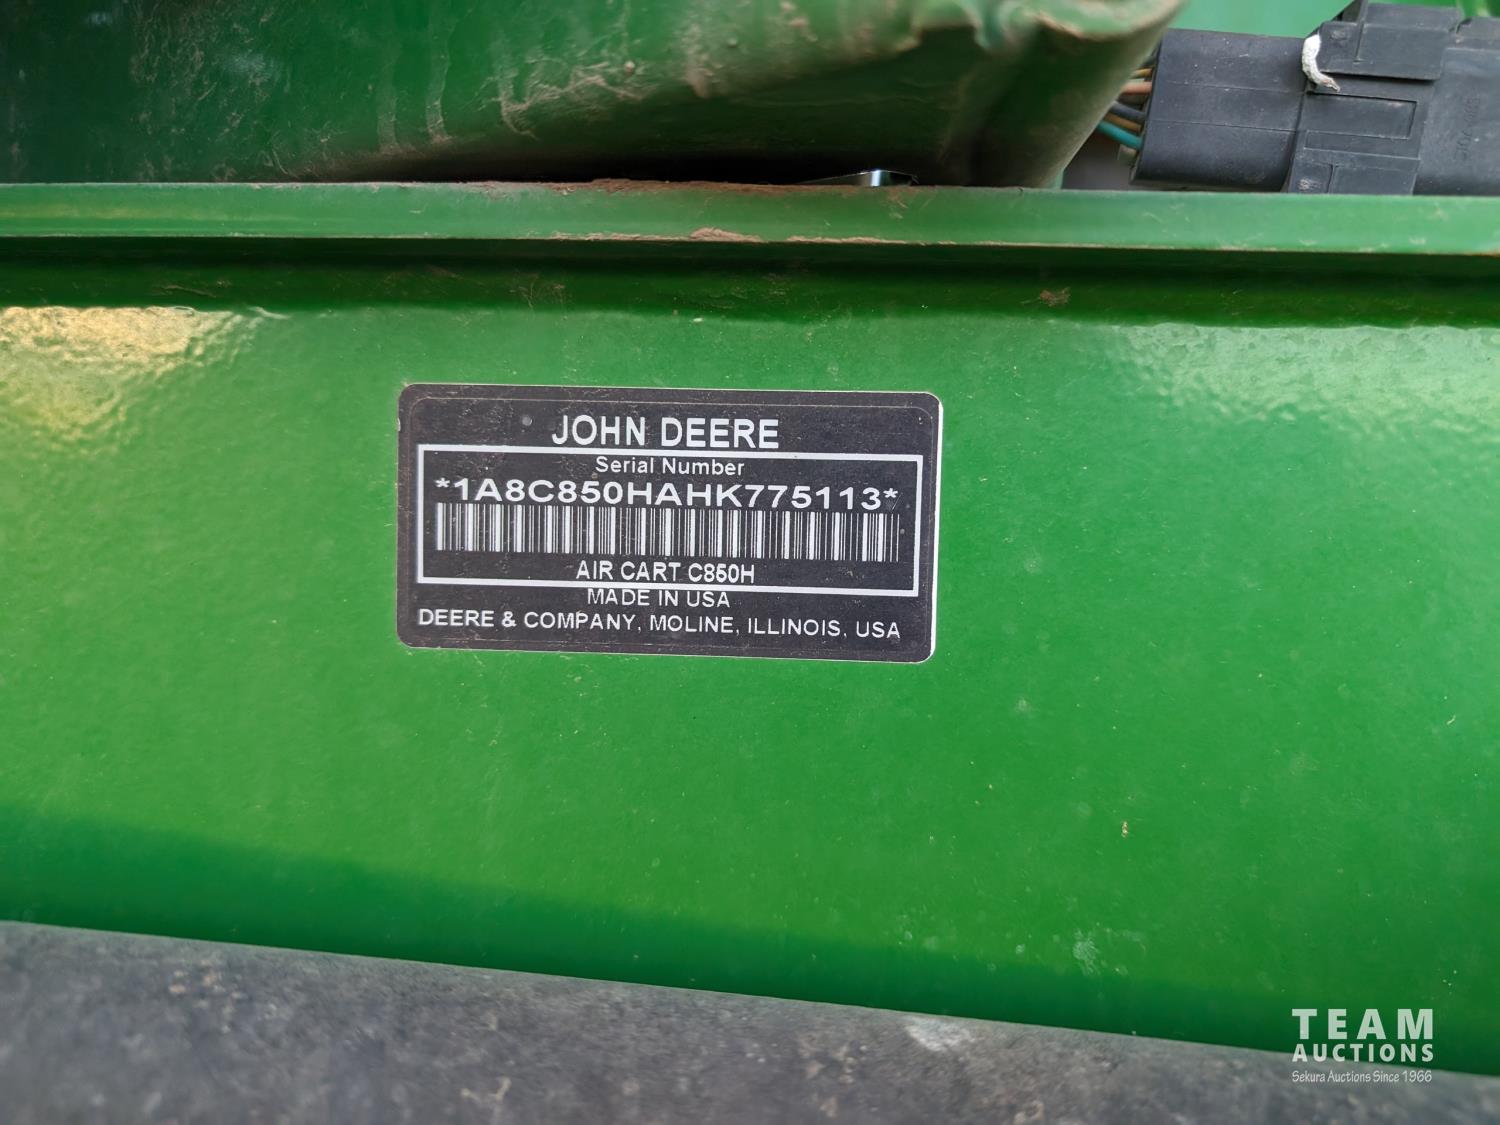 JOHN DEERE
Serial Number
*1A8C850HAHK775113*
AIR CART C850H
MADE IN USA
DEERE & COMPANY, MOLINE, ILLINOIS, USA
TEAM
AUCTIONS
Sekura Auctions Since 1966